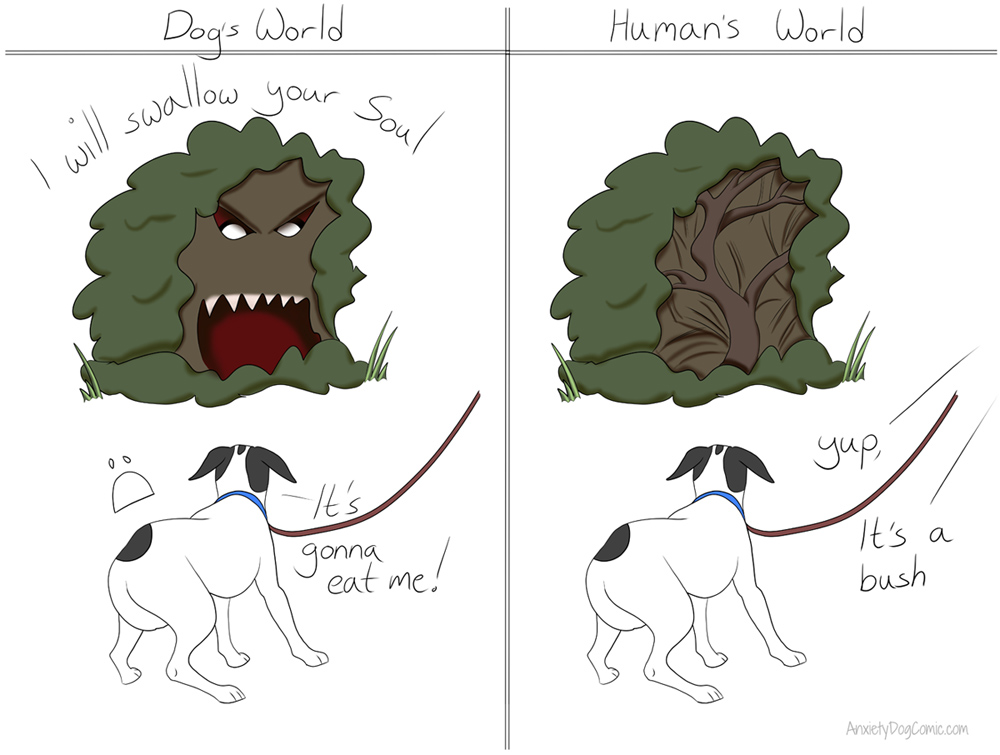 Dog's World
I will swallow your Soul
It's
gonna
eat me!
Human's World
yup,
It's a
bush
AnxietyDogComic.com